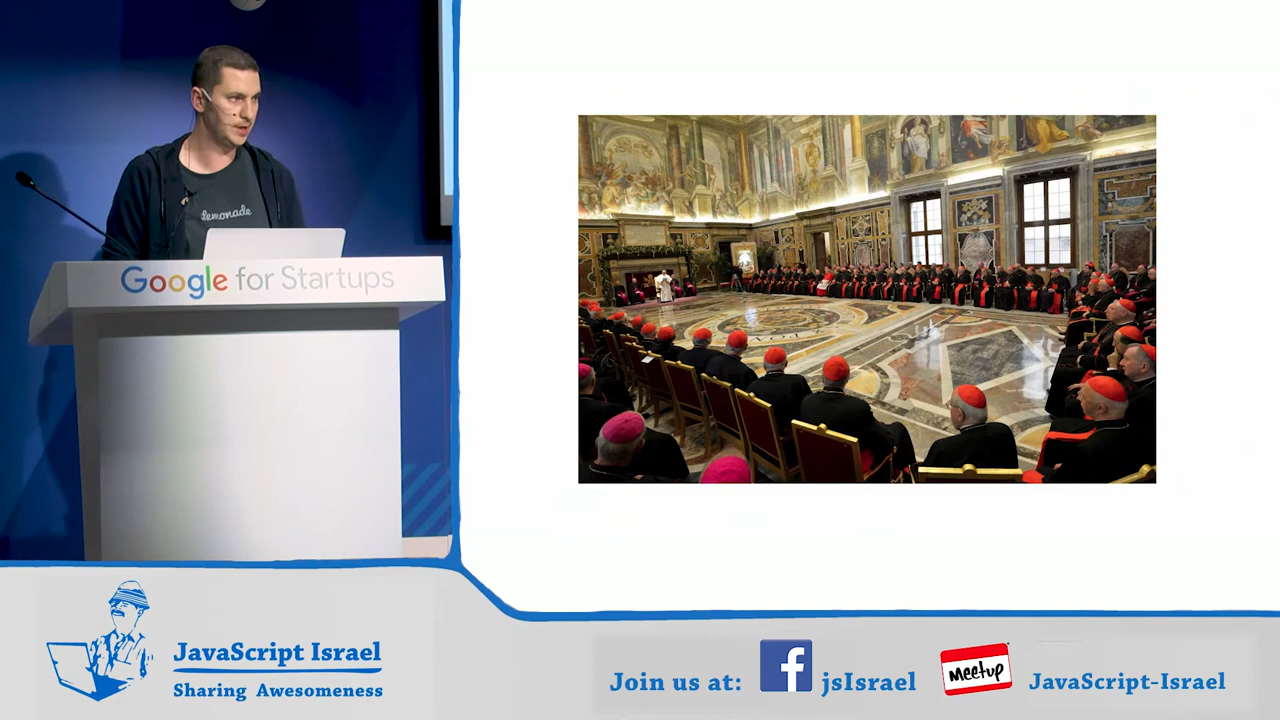 lemonade
Google for Startups
JavaScript Israel
Sharing Awesomeness
Join us at:
jsIsrael
Meetup
JavaScript-Israel